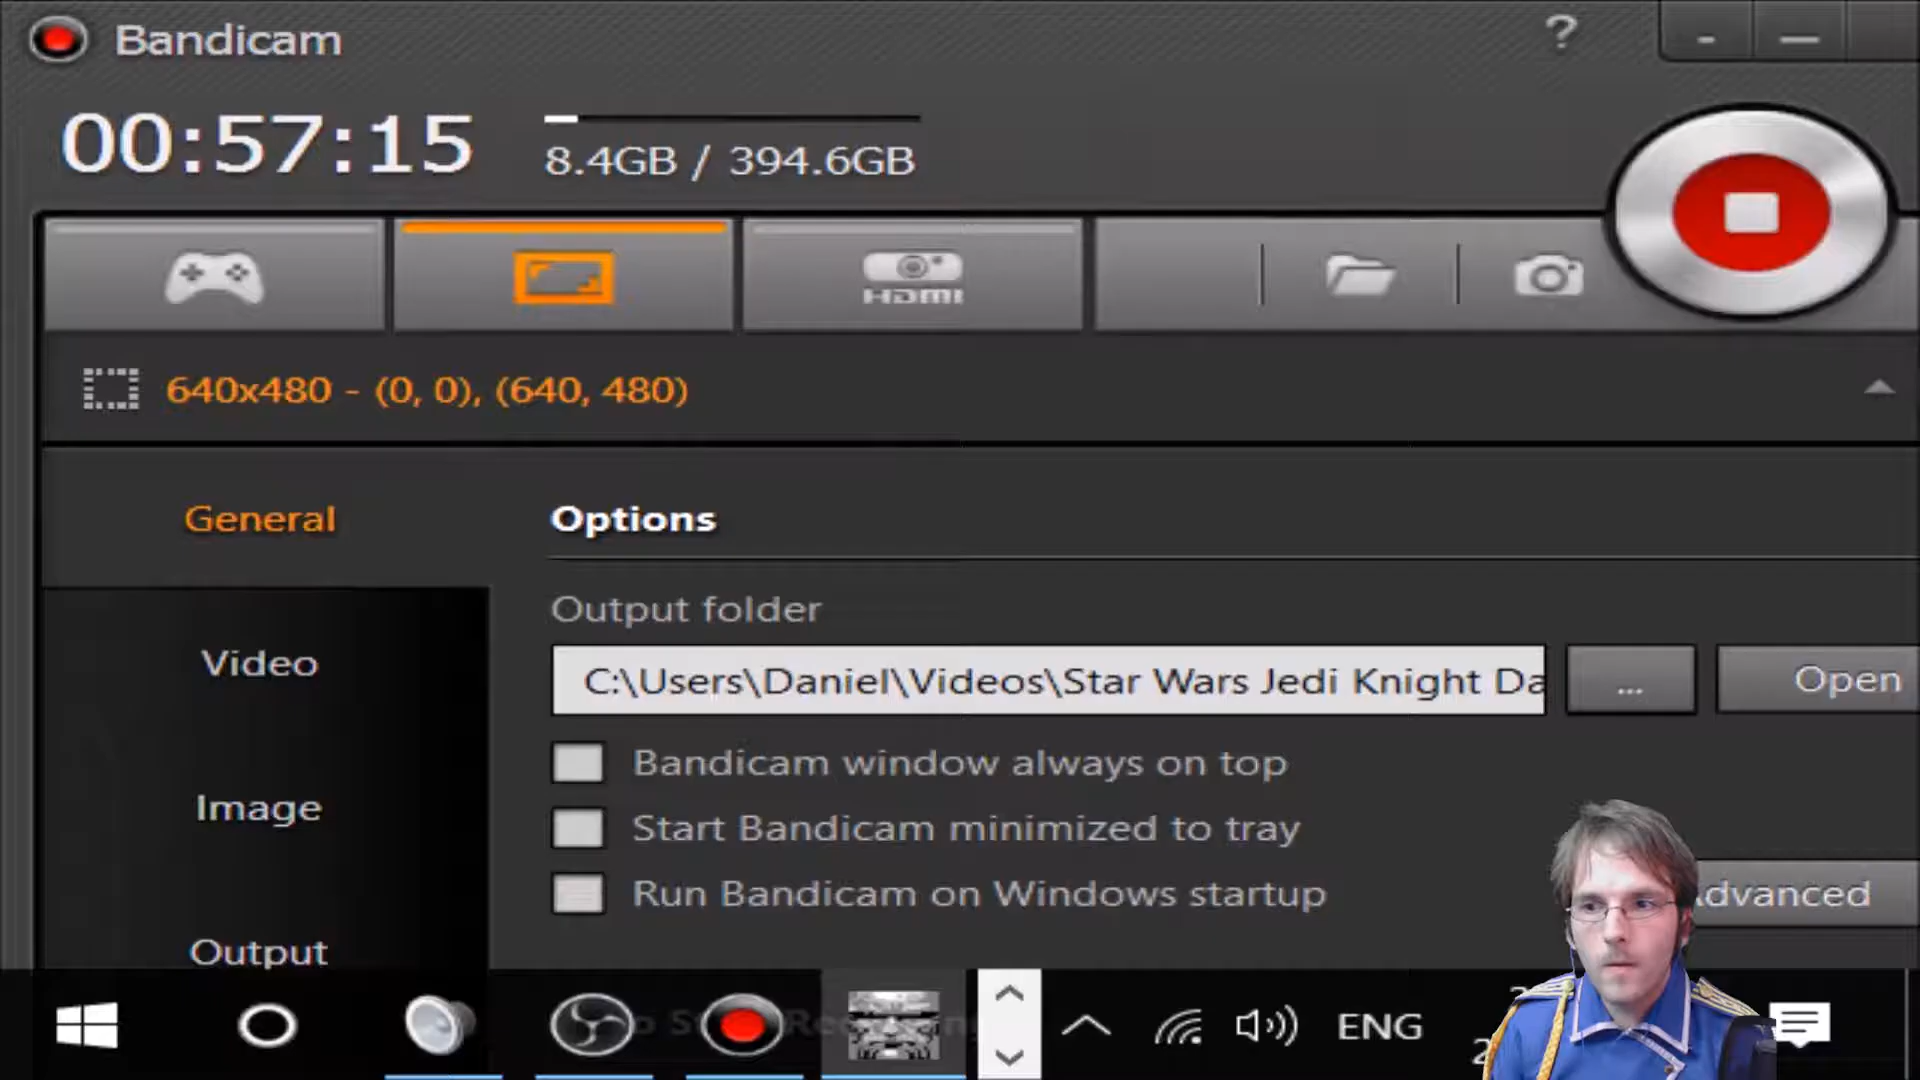 Bandicam
?
00:57:15
8.4GB / 394.6GB
HDMI
640x480 - (0, 0), (640, 480)
General
Options
Output folder
C:\Users\Daniel\Videos\Star Wars Jedi Knight Da
...
Open
Video
Bandicam window always on top
Image
Start Bandicam minimized to tray
Run Bandicam on Windows startup
Advanced
Output
ENG